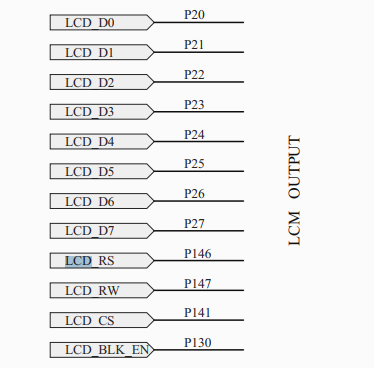 LCD_D0 P20
LCD_D1 P21
LCD_D2 P22
LCD_D3 P23
LCD_D4 P24
LCD_D5 P25
LCD_D6 P26
LCD_D7 P27
LCD_RS P146
LCD_RW P147
LCD_CS P141
LCD_BLK_EN P130
LCM OUTPUT